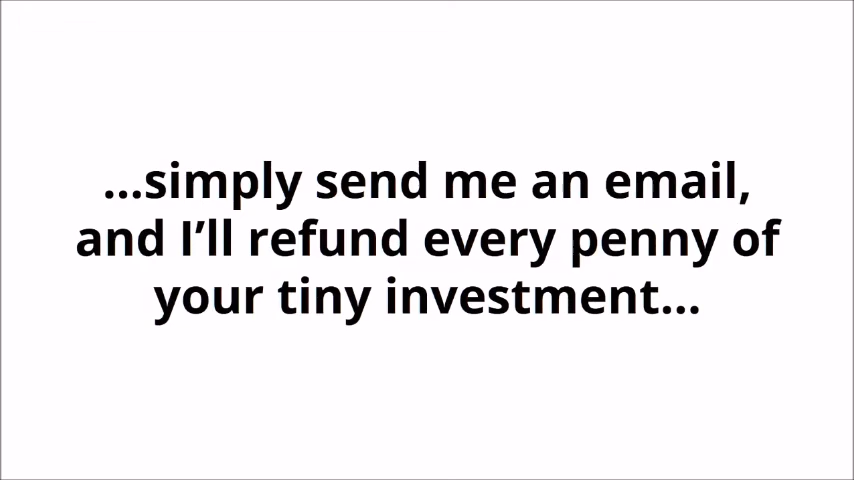 ...simply send me an email,
and I’ll refund every penny of
your tiny investment...